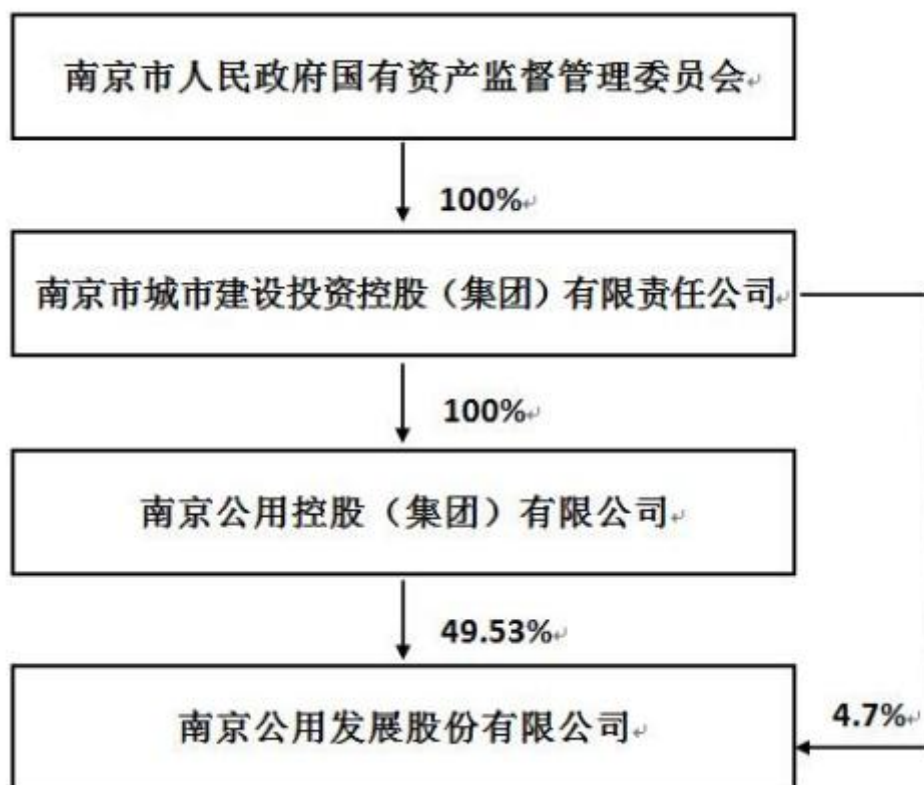 南京市人民政府国有资产监督管理委员会
100%
南京市城市建设投资控股（集团）有限责任公司
100%
南京公用控股（集团）有限公司
49.53%
南京公用发展股份有限公司
4.7%